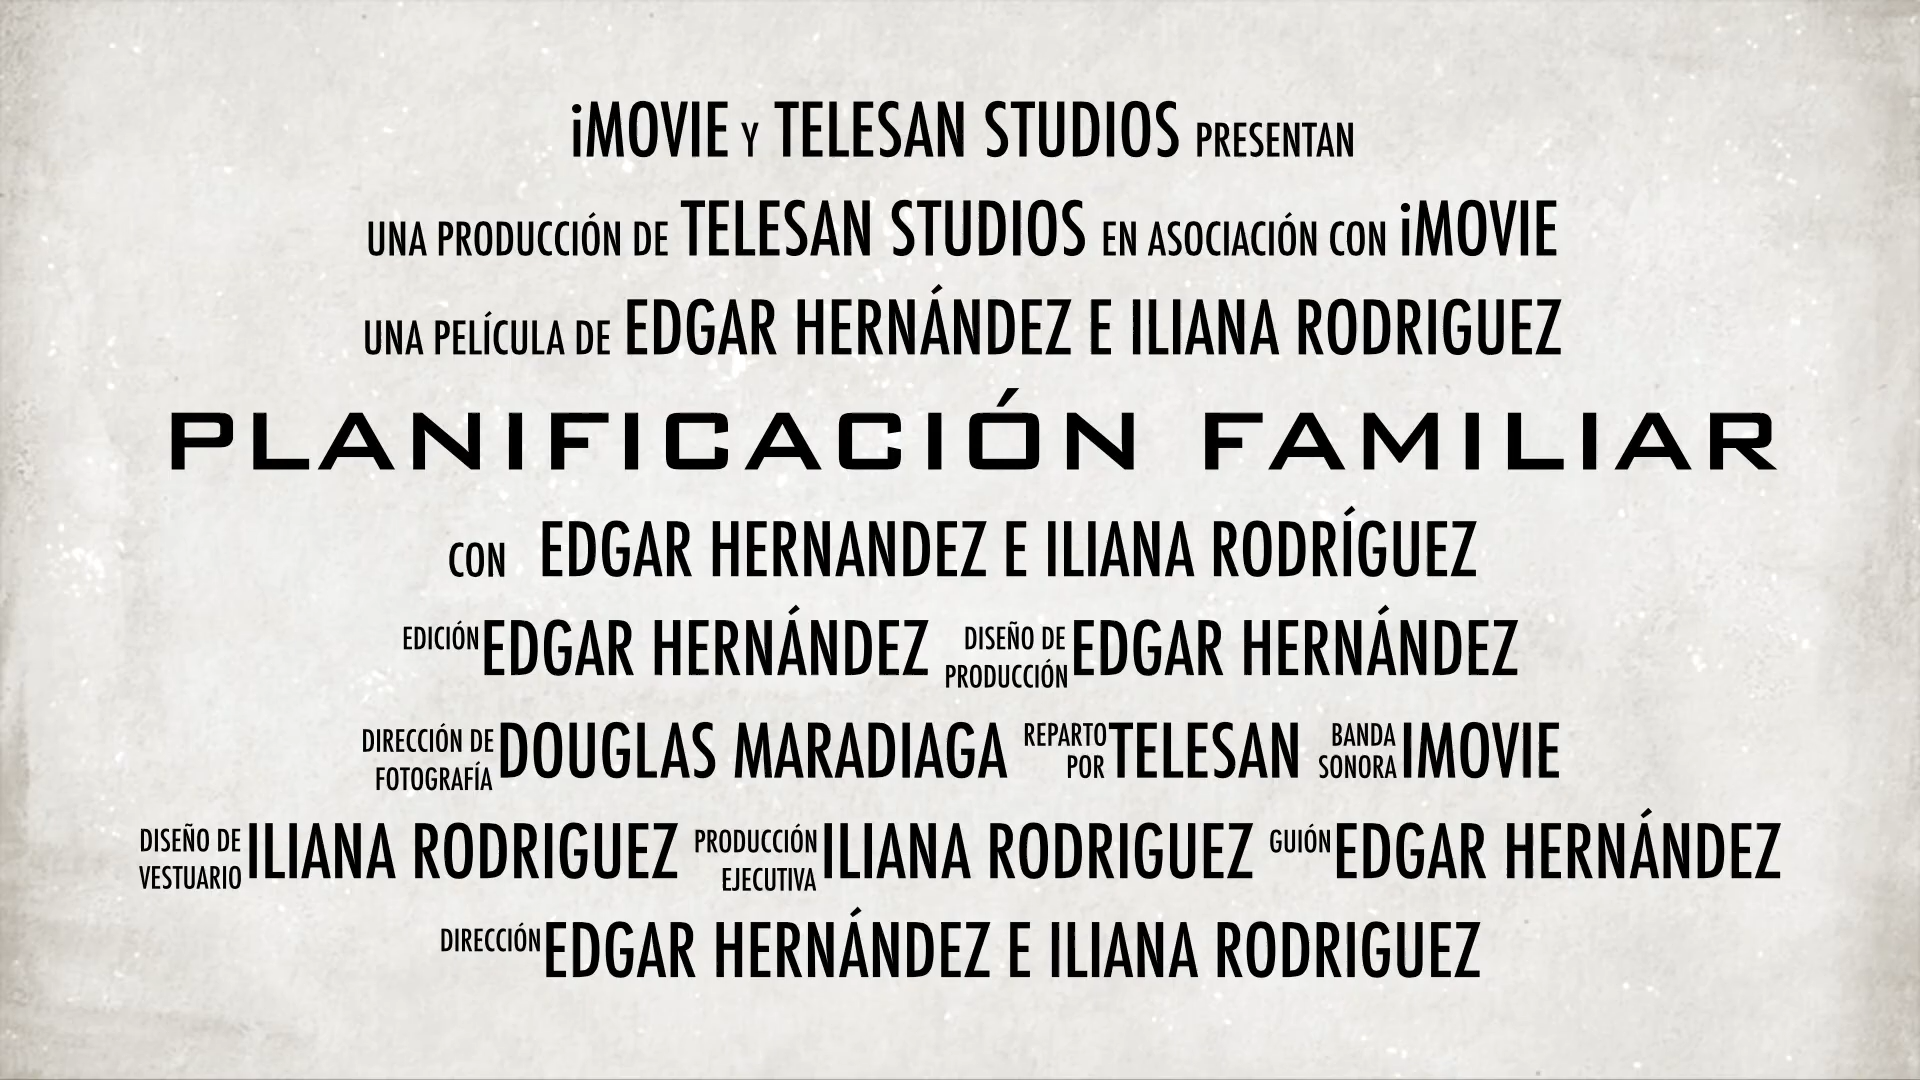 iMOVIE Y TELESAN STUDIOS PRESENTAN
UNA PRODUCCIÓN DE TELESAN STUDIOS EN ASOCIACIÓN CON iMOVIE
UNA PELÍCULA DE EDGAR HERNÁNDEZ E ILIANA RODRIGUEZ
PLANIFICACIÓN FAMILIAR
CON EDGAR HERNANDEZ E ILIANA RODRÍGUEZ
EDICIÓN EDGAR HERNÁNDEZ DISEÑO DE PRODUCCIÓN EDGAR HERNÁNDEZ
DIRECCIÓN DE FOTOGRAFÍA DOUGLAS MARADIAGA REPARTO POR TELESAN BANDA SONORA IMOVIE
DISEÑO DE VESTUARIO ILIANA RODRIGUEZ PRODUCCIÓN EJECUTIVA ILIANA RODRIGUEZ GUIÓN EDGAR HERNÁNDEZ
DIRECCIÓN EDGAR HERNÁNDEZ E ILIANA RODRIGUEZ